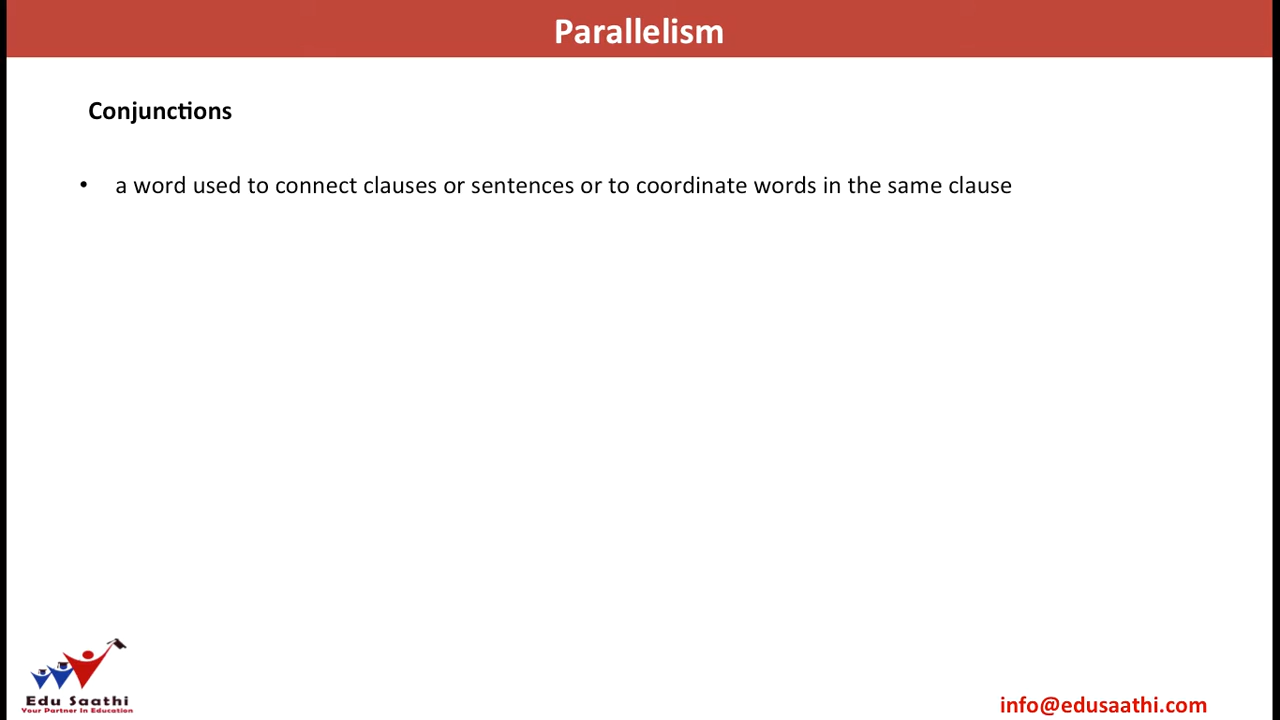 Parallelism
Conjunctions
• a word used to connect clauses or sentences or to coordinate words in the same clause
Edu Saathi
Your Partner In Education
info@edusaathi.com